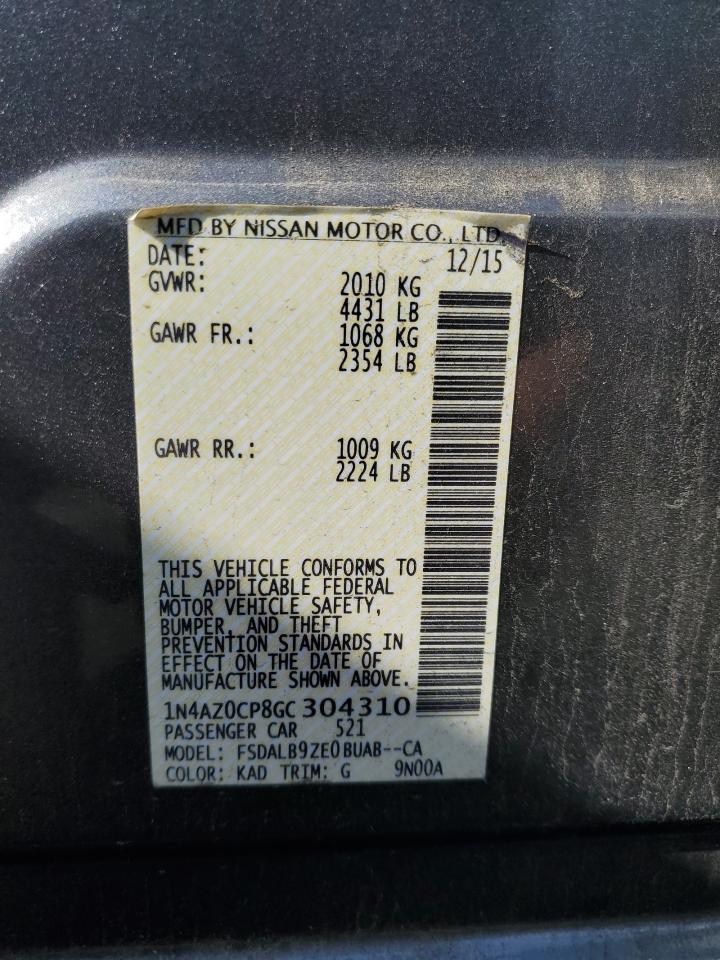 MFD BY NISSAN MOTOR CO., LTD.
DATE: 12/15
GVWR: 2010 KG
4431 LB
GAWR FR.: 1068 KG
2354 LB
GAWR RR.: 1009 KG
2224 LB
THIS VEHICLE CONFORMS TO
ALL APPLICABLE FEDERAL
MOTOR VEHICLE SAFETY,
BUMPER, AND THEFT
PREVENTION STANDARDS IN
EFFECT ON THE DATE OF
MANUFACTURE SHOWN ABOVE.
1N4AZ0CP8GC304310
PASSENGER CAR 521
MODEL: FSDALB9ZE0BUAB--CA
COLOR: KAD TRIM: G 9N00A